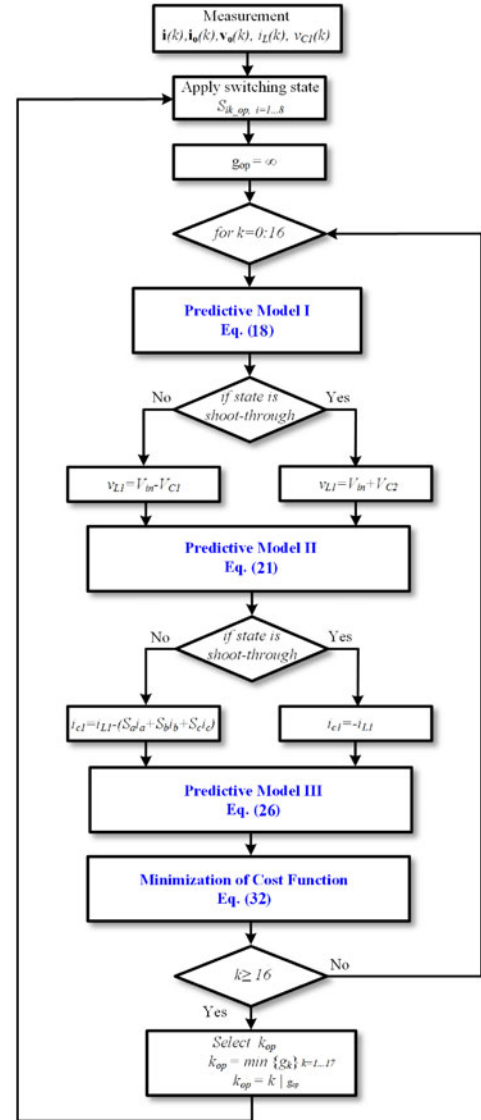 Measurement
i(k),i_o(k),v_o(k), i_L(k), v_C1(k)
Apply switching state
S_ik_op, i=1...8
g_op = ∞
for k=0:16
Predictive Model I
Eq. (18)
No
if state is
shoot-through
Yes
v_L1=V_in-V_C1
v_L1=V_in+V_C2
Predictive Model II
Eq. (21)
No
if state is
shoot-through
Yes
i_c1=i_L1-(S_a i_a+S_b i_b+S_c i_c)
i_c1=-i_L1
Predictive Model III
Eq. (26)
Minimization of Cost Function
Eq. (32)
k≥ 16
No
Yes
Select k_op
k_op = min {g_k} k=1...17
k_op = k | g_op